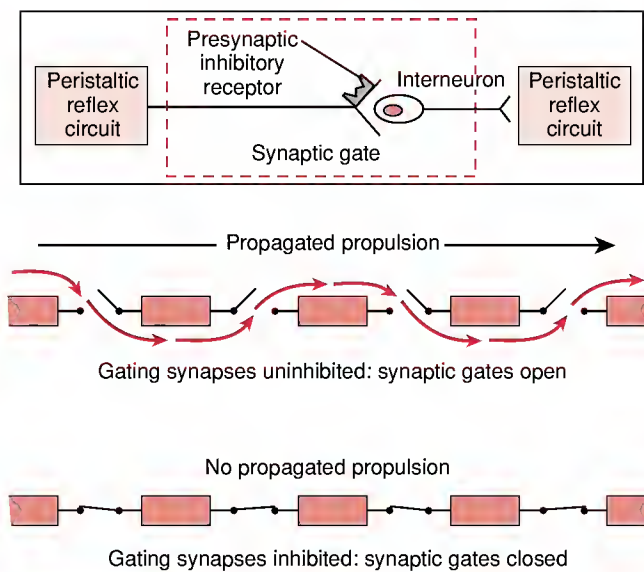 Presynaptic
inhibitory
receptor
Peristaltic
reflex
circuit
Interneuron
Peristaltic
reflex
circuit
Synaptic gate
Propagated propulsion
Gating synapses uninhibited: synaptic gates open
No propagated propulsion
Gating synapses inhibited: synaptic gates closed